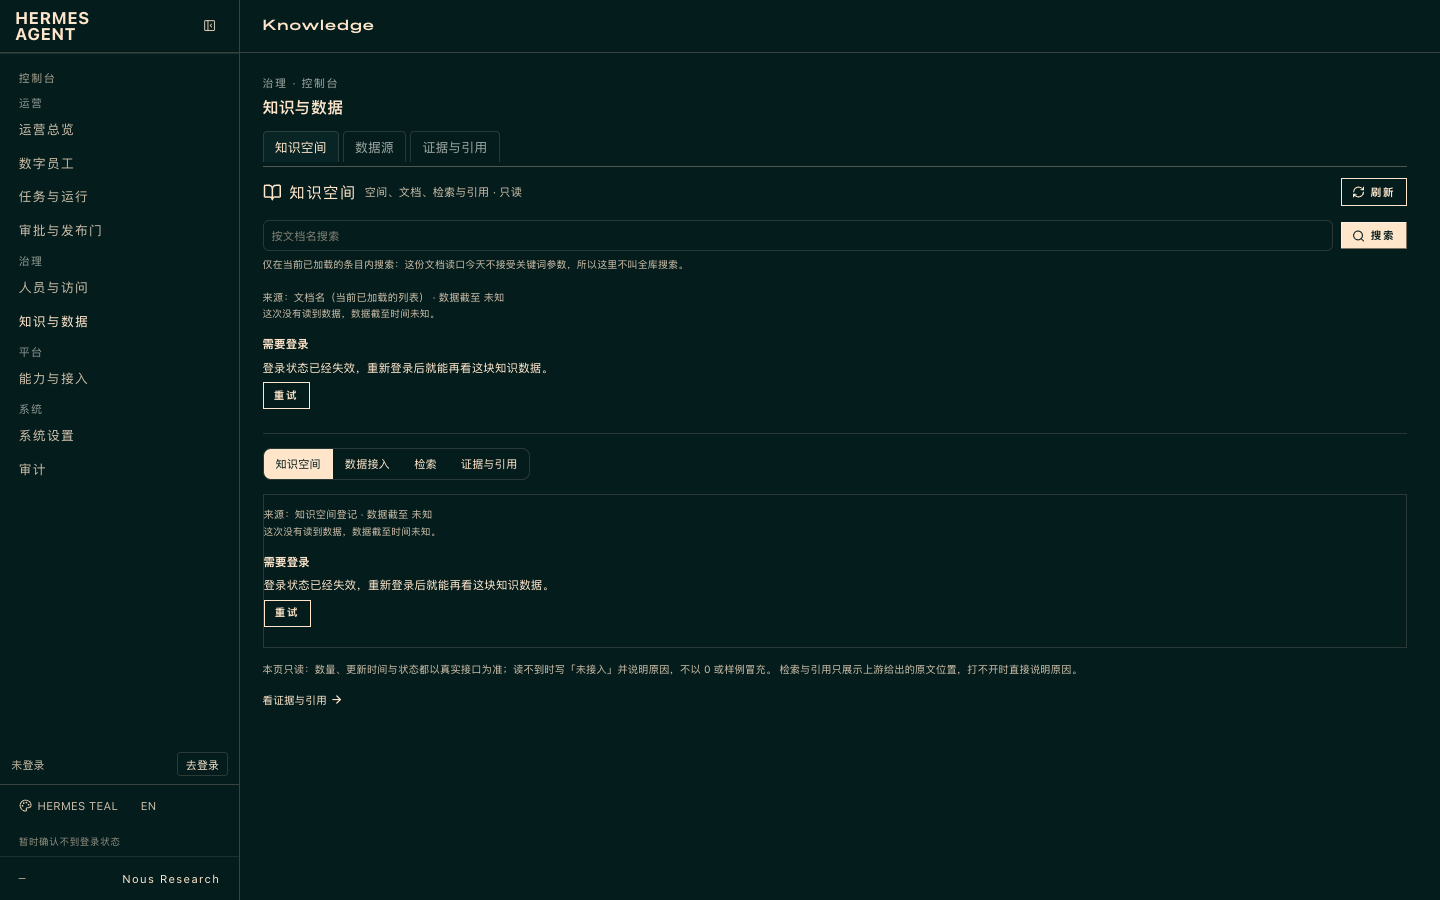 HERMES
AGENT
Knowledge
控制台
运营
运营总览
数字员工
任务与运行
审批与发布门
治理
人员与访问
知识与数据
平台
能力与接入
系统
系统设置
审计
未登录
去登录
HERMES TEAL
EN
暂时确认不到登录状态
—
Nous Research
治理 · 控制台
知识与数据
知识空间
数据源
证据与引用
知识空间 空间、文档、检索与引用 · 只读
刷新
按文档名搜索
搜索
仅在当前已加载的条目内搜索：这份文档读口今天不接受关键词参数，所以这里不叫全库搜索。
来源：文档名（当前已加载的列表） · 数据截至 未知
这次没有读到数据，数据截至时间未知。
需要登录
登录状态已经失效，重新登录后就能再看这块知识数据。
重试
知识空间
数据接入
检索
证据与引用
来源：知识空间登记 · 数据截至 未知
这次没有读到数据，数据截至时间未知。
需要登录
登录状态已经失效，重新登录后就能再看这块知识数据。
重试
本页只读：数量、更新时间与状态都以真实接口为准；读不到时写「未接入」并说明原因，不以 0 或样例冒充。 检索与引用只展示上游给出的原文位置，打不开时直接说明原因。
看证据与引用 →